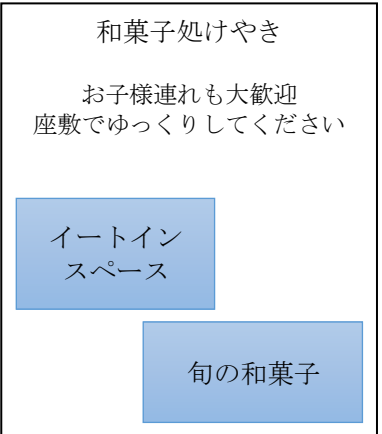 和菓子処けやき
お子様連れも大歓迎
座敷でゆっくりしてください
イートイン
スペース
旬の和菓子